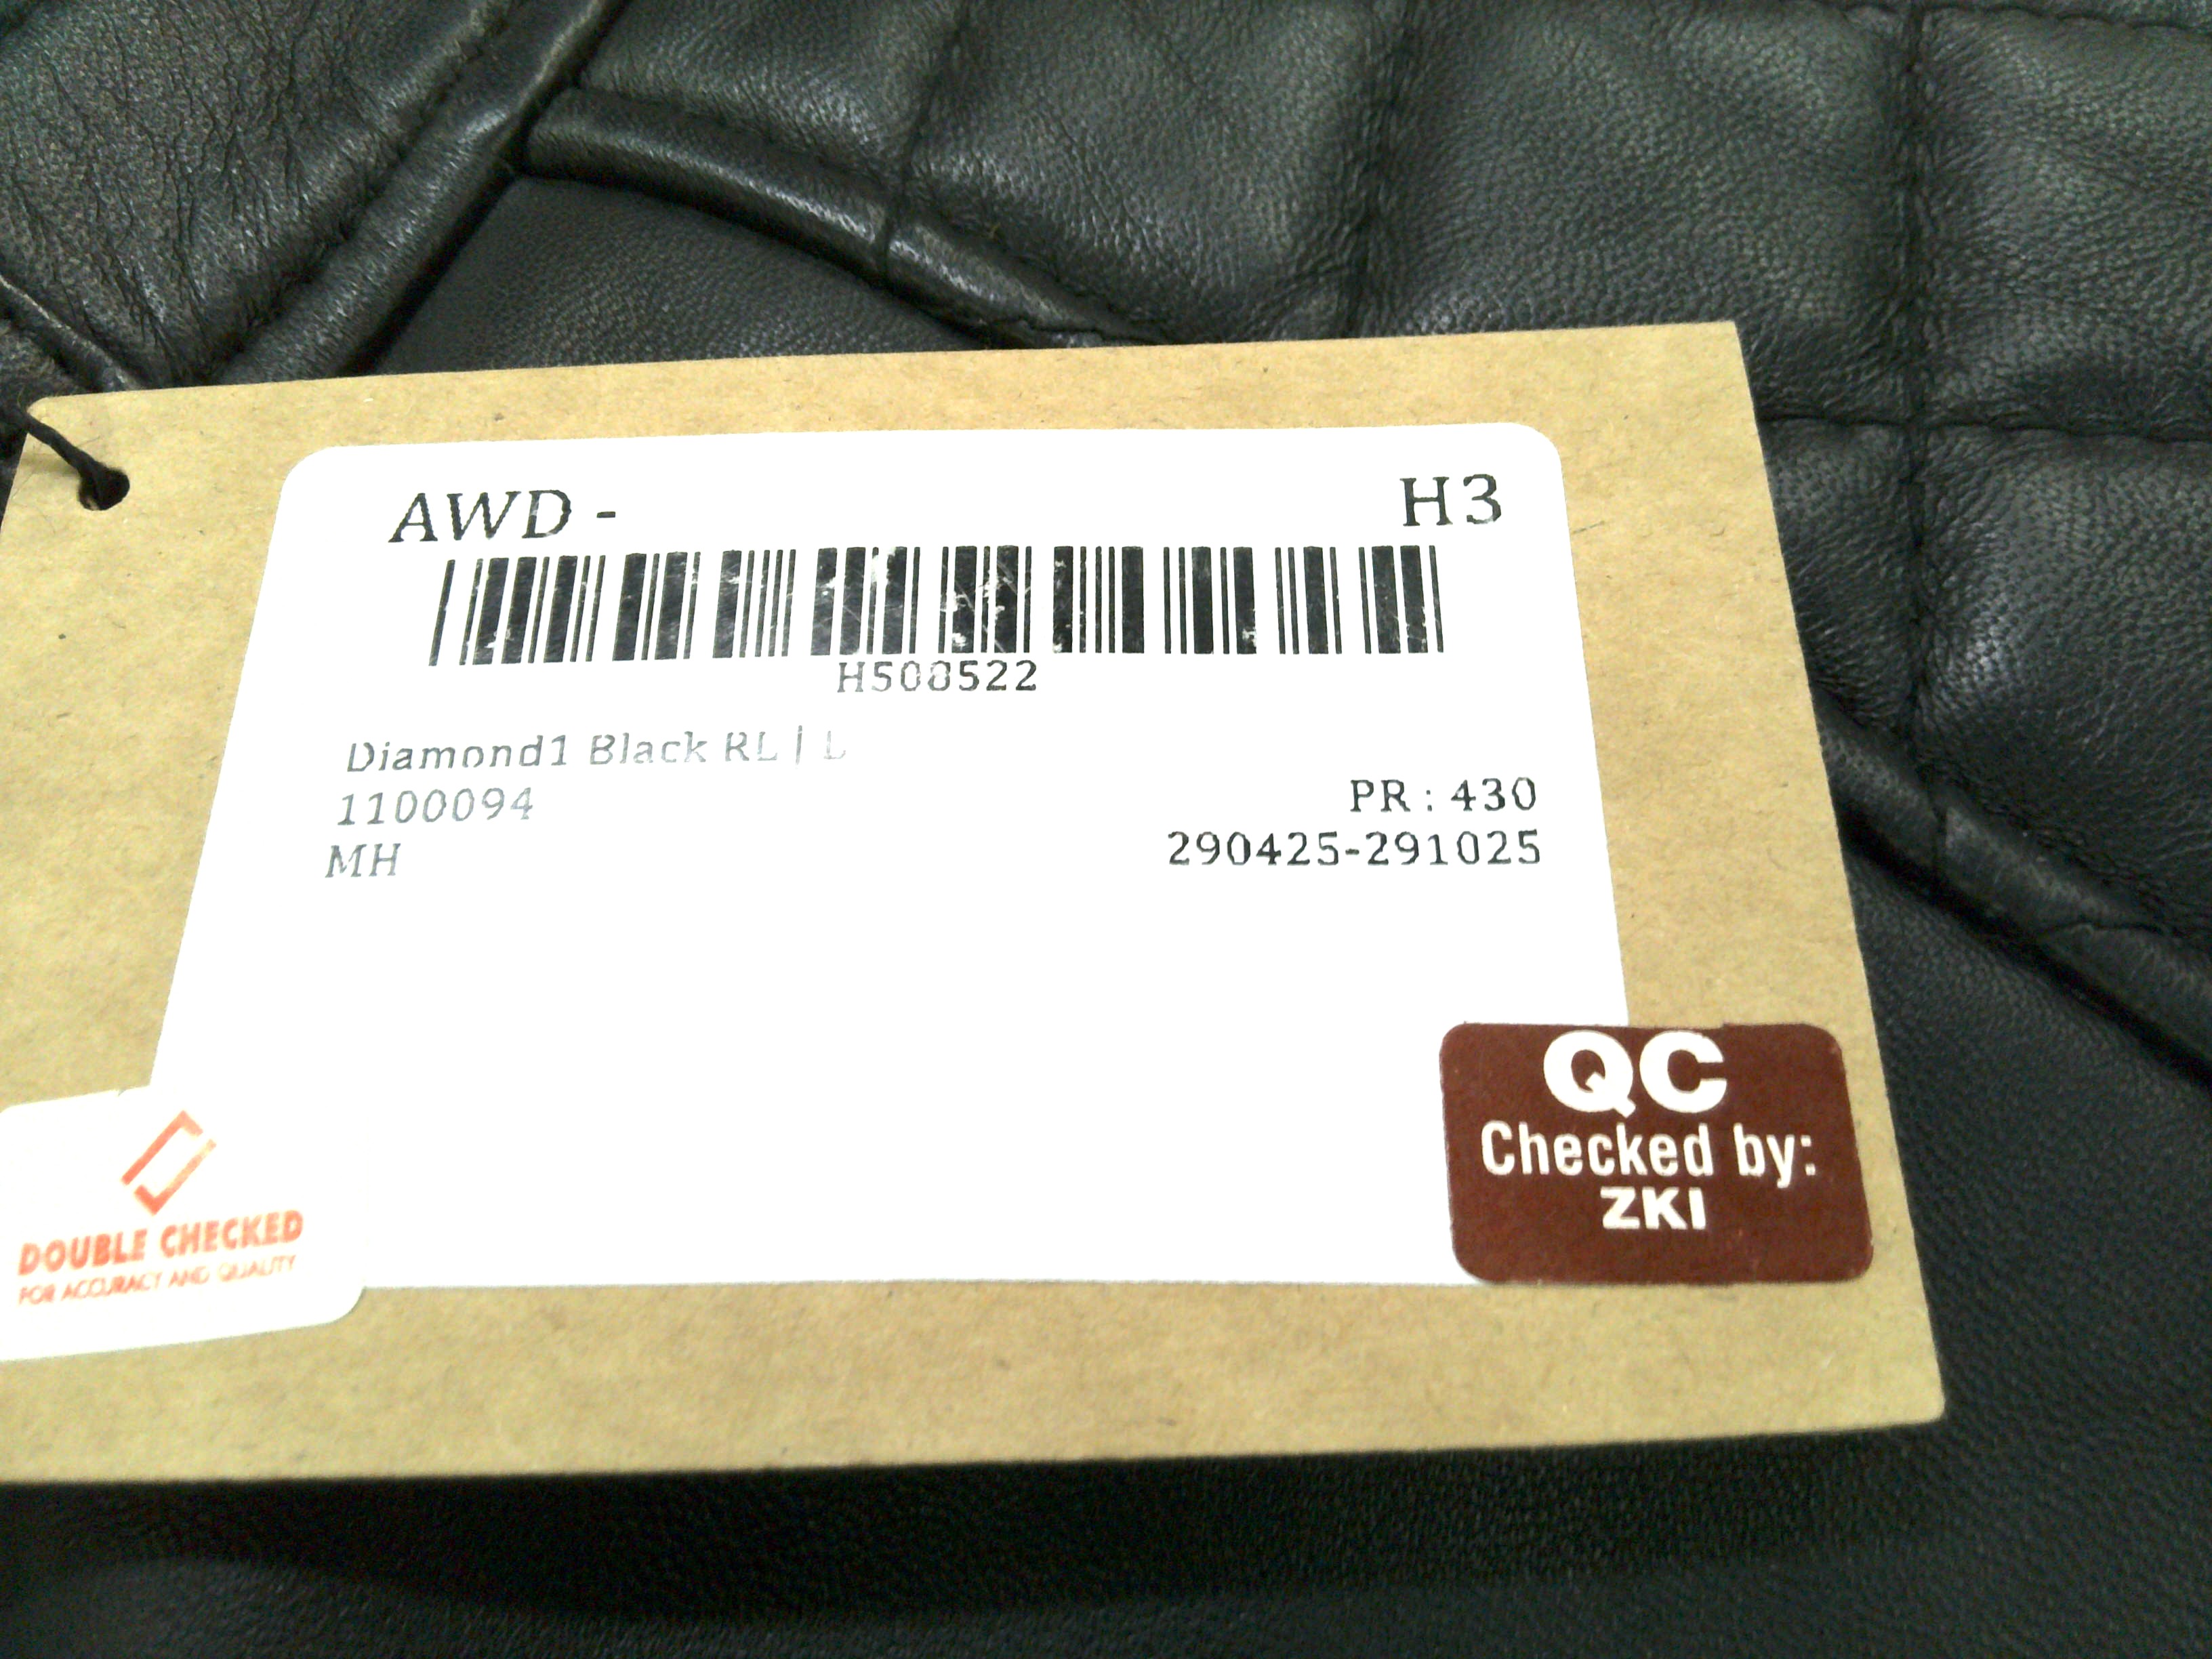 AWD - H3
H508522
Diamond1 Black RL | L
1100094
PR : 430
MH
290425-291025
QC
Checked by:
ZKI
DOUBLE CHECKED
FOR ACCURACY AND QUALITY